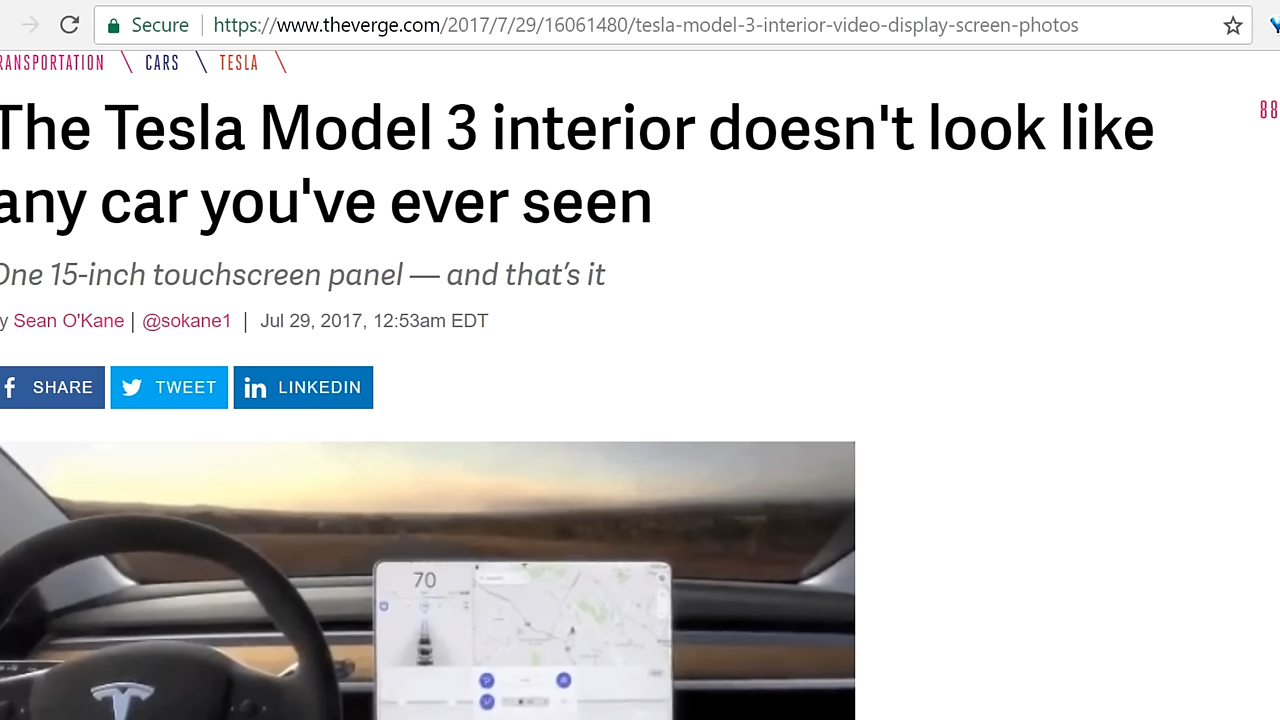 Secure https://www.theverge.com/2017/7/29/16061480/tesla-model-3-interior-video-display-screen-photos
RANSPORTATION \ CARS \ TESLA \
The Tesla Model 3 interior doesn't look like
any car you've ever seen
88
One 15-inch touchscreen panel — and that's it
y Sean O'Kane | @sokane1 | Jul 29, 2017, 12:53am EDT
f SHARE TWEET in LINKEDIN
70